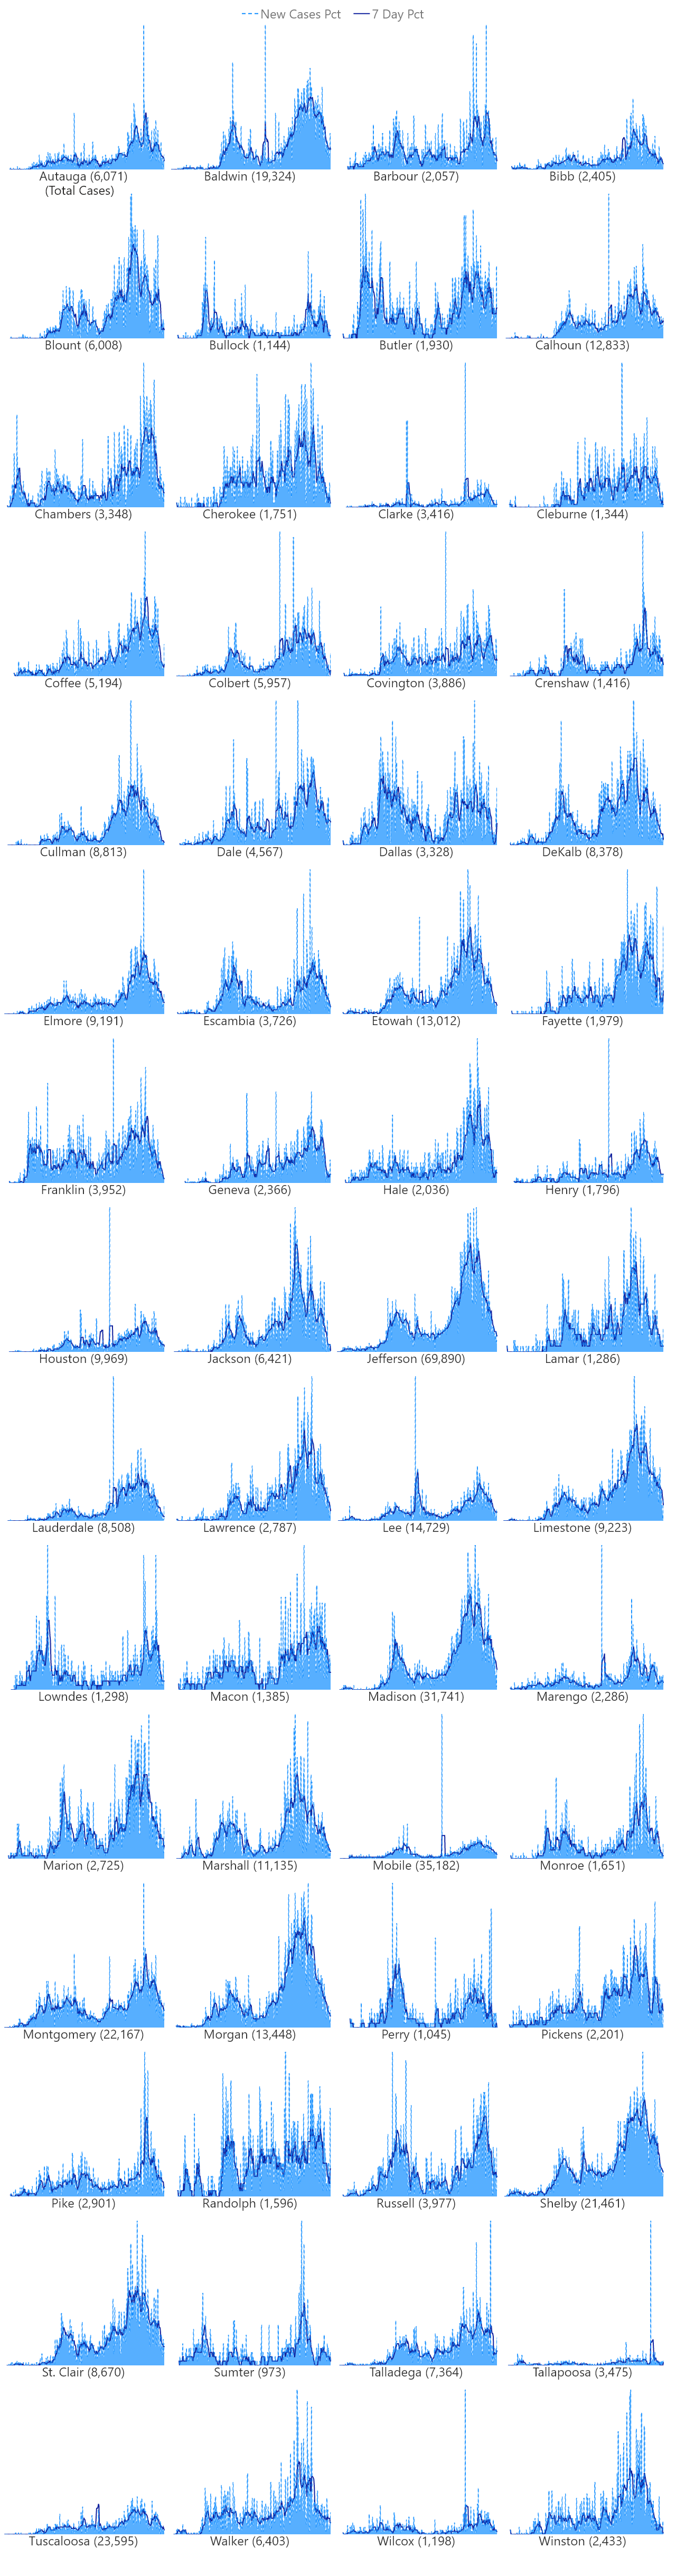 New Cases Pct 7 Day Pct
Autauga (6,071) Baldwin (19,324) Barbour (2,057) Bibb (2,405)
(Total Cases)
Blount (6,008) Bullock (1,144) Butler (1,930) Calhoun (12,833)
Chambers (3,348) Cherokee (1,751) Clarke (3,416) Cleburne (1,344)
Coffee (5,194) Colbert (5,957) Covington (3,886) Crenshaw (1,416)
Cullman (8,813) Dale (4,567) Dallas (3,328) DeKalb (8,378)
Elmore (9,191) Escambia (3,726) Etowah (13,012) Fayette (1,979)
Franklin (3,952) Geneva (2,366) Hale (2,036) Henry (1,796)
Houston (9,969) Jackson (6,421) Jefferson (69,890) Lamar (1,286)
Lauderdale (8,508) Lawrence (2,787) Lee (14,729) Limestone (9,223)
Lowndes (1,298) Macon (1,385) Madison (31,741) Marengo (2,286)
Marion (2,725) Marshall (11,135) Mobile (35,182) Monroe (1,651)
Montgomery (22,167) Morgan (13,448) Perry (1,045) Pickens (2,201)
Pike (2,901) Randolph (1,596) Russell (3,977) Shelby (21,461)
St. Clair (8,670) Sumter (973) Talladega (7,364) Tallapoosa (3,475)
Tuscaloosa (23,595) Walker (6,403) Wilcox (1,198) Winston (2,433)